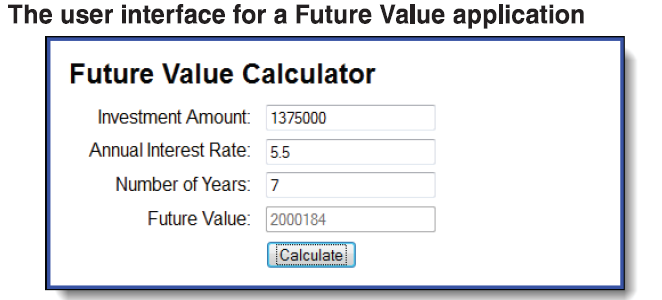 The user interface for a Future Value application
Future Value Calculator
Investment Amount: 1375000
Annual Interest Rate: 5.5
Number of Years: 7
Future Value: 2000184
Calculate